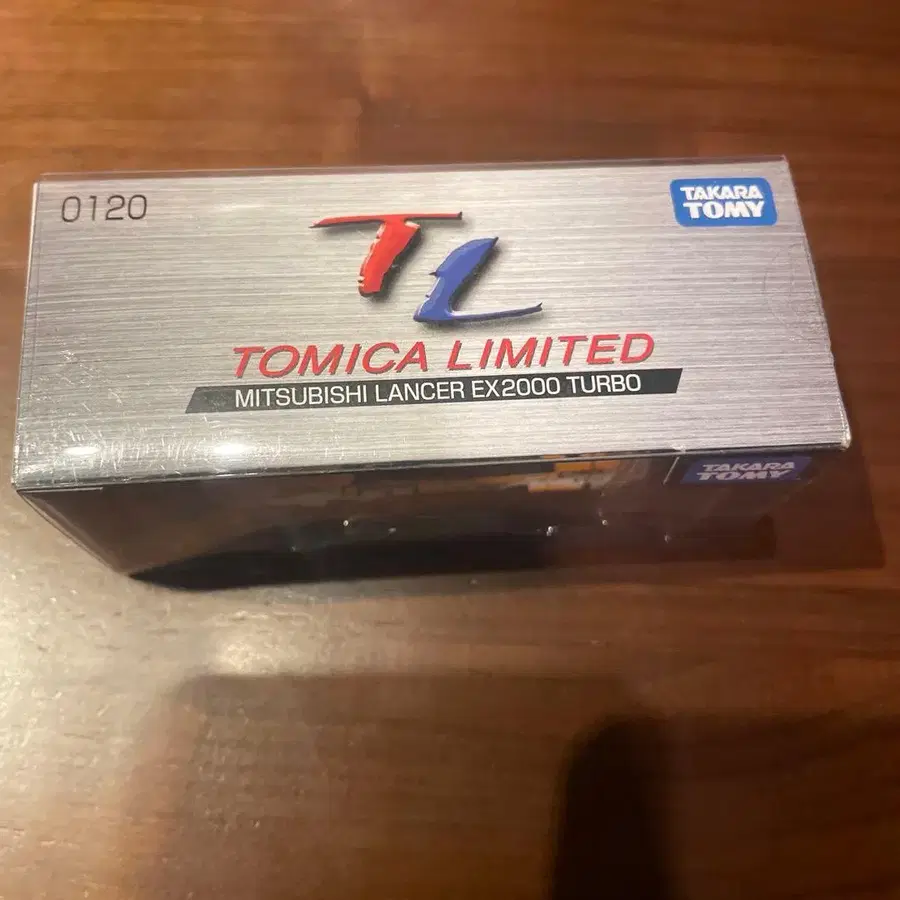 0120
TAKARA
TOMY
TL
TOMICA LIMITED
MITSUBISHI LANCER EX2000 TURBO
TAKARA
TOMY